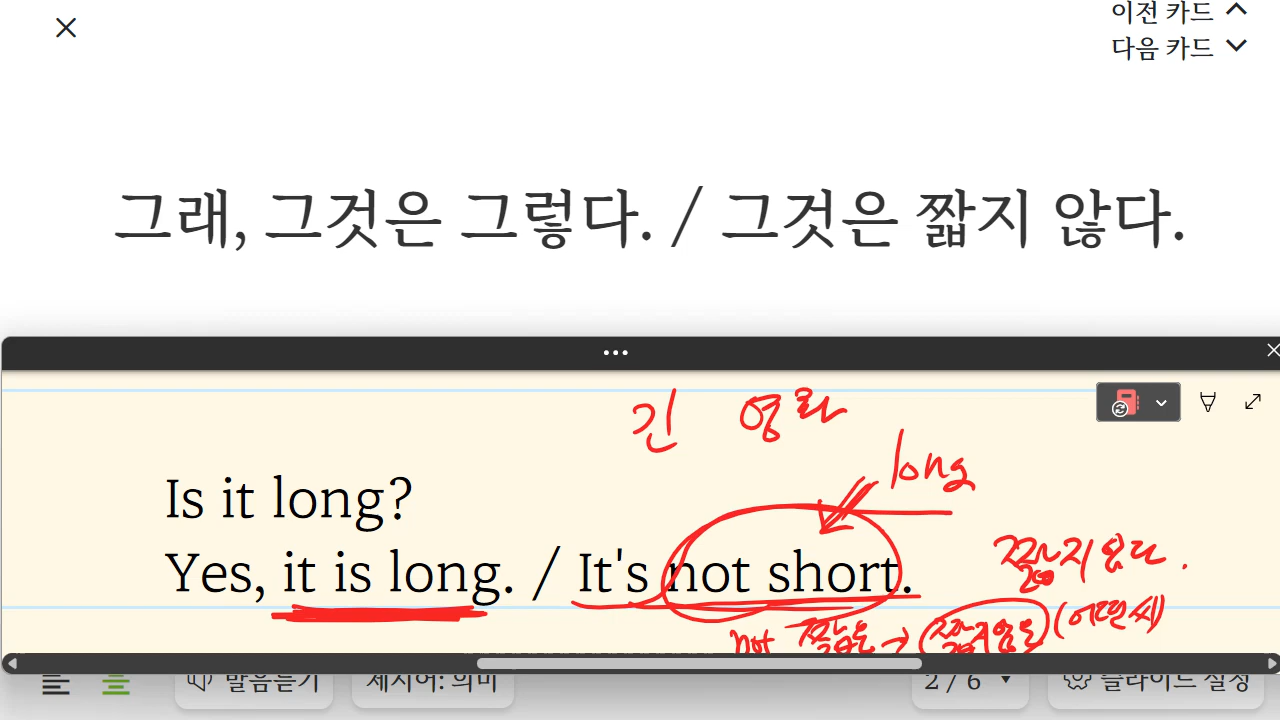 이전 카드
다음 카드
그래, 그것은 그렇다. / 그것은 짧지 않다.
긴 영화
long
Is it long?
Yes, it is long. / It's not short.
짧지 않다.
not 짧은 → 짧지않은 (어떤씨)
발음듣기
제시어: 의미
2 / 6
슬라이드 설정